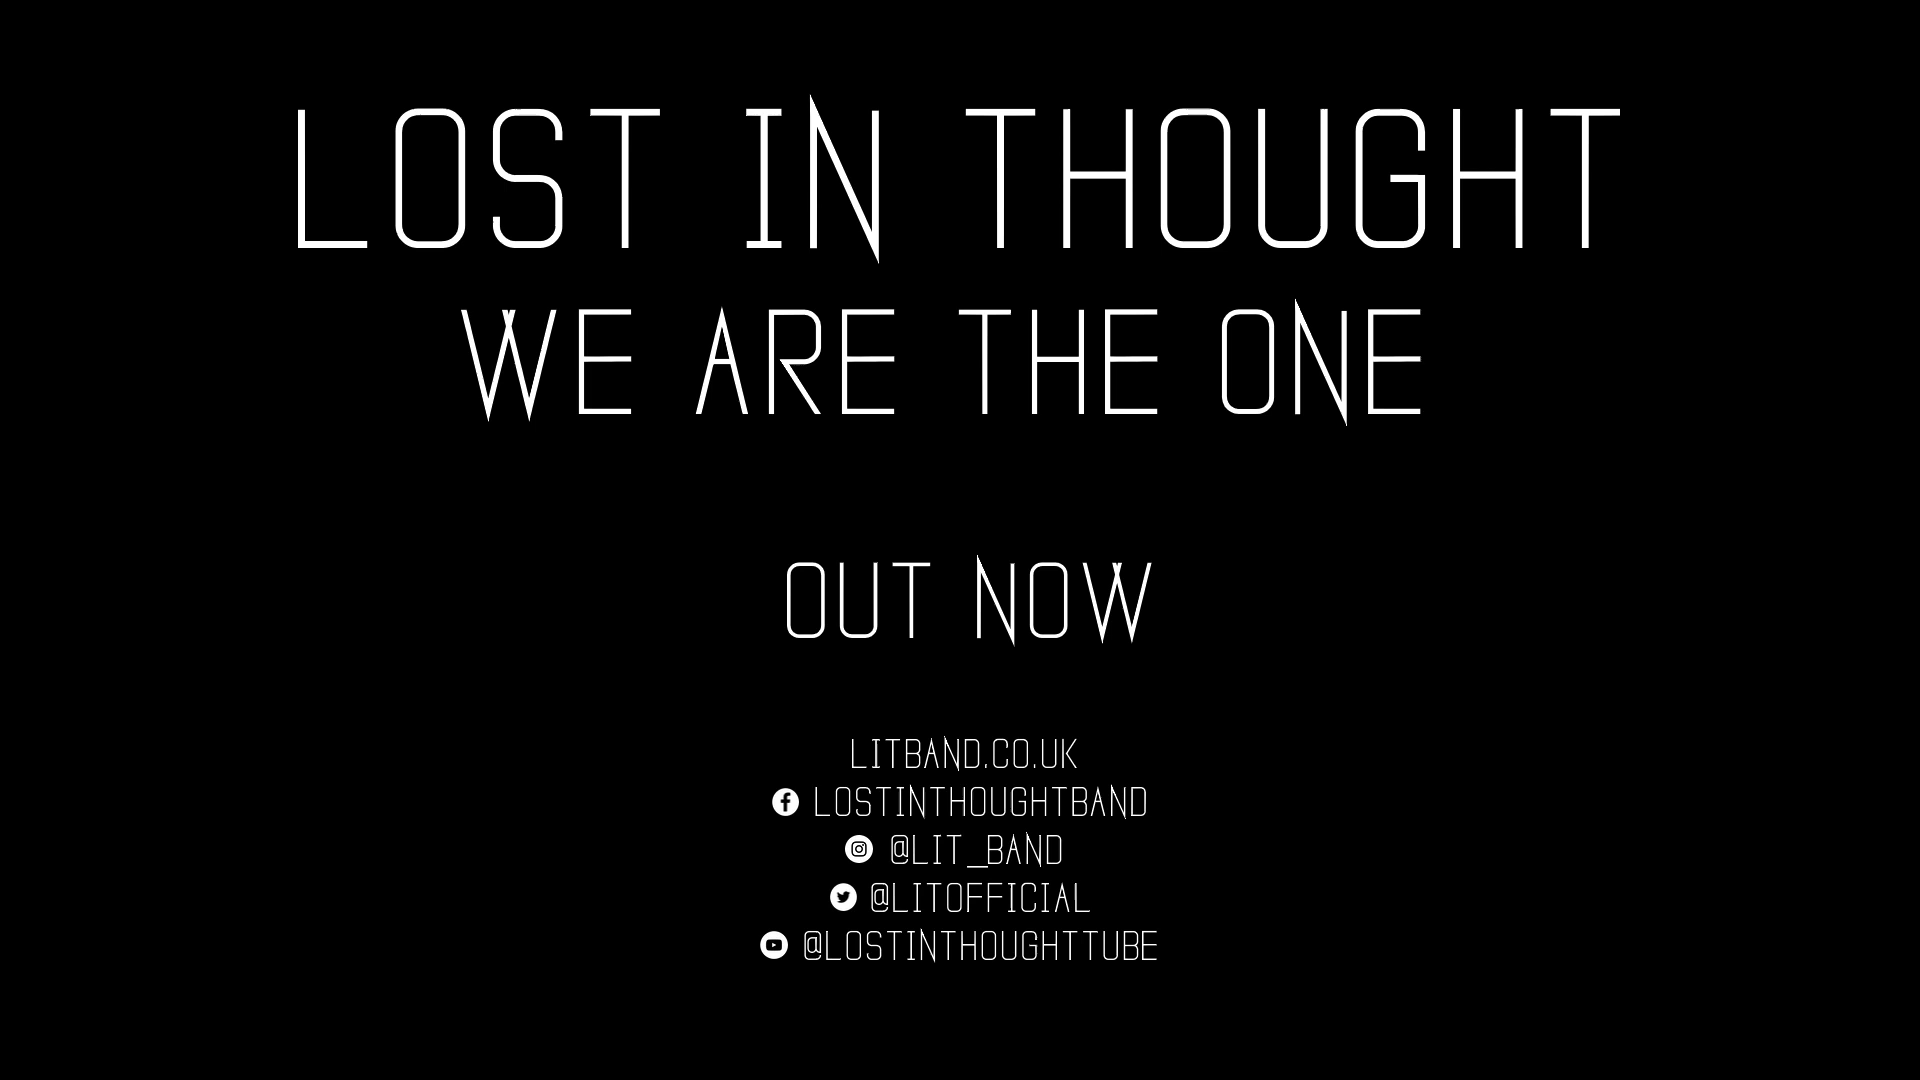 LOST IN THOUGHT
WE ARE THE ONE
OUT NOW
LITBAND.CO.UK
LOSTINTHOUGHTBAND
@LIT_BAND
@LITOFFICIAL
@LOSTINTHOUGHTTUBE